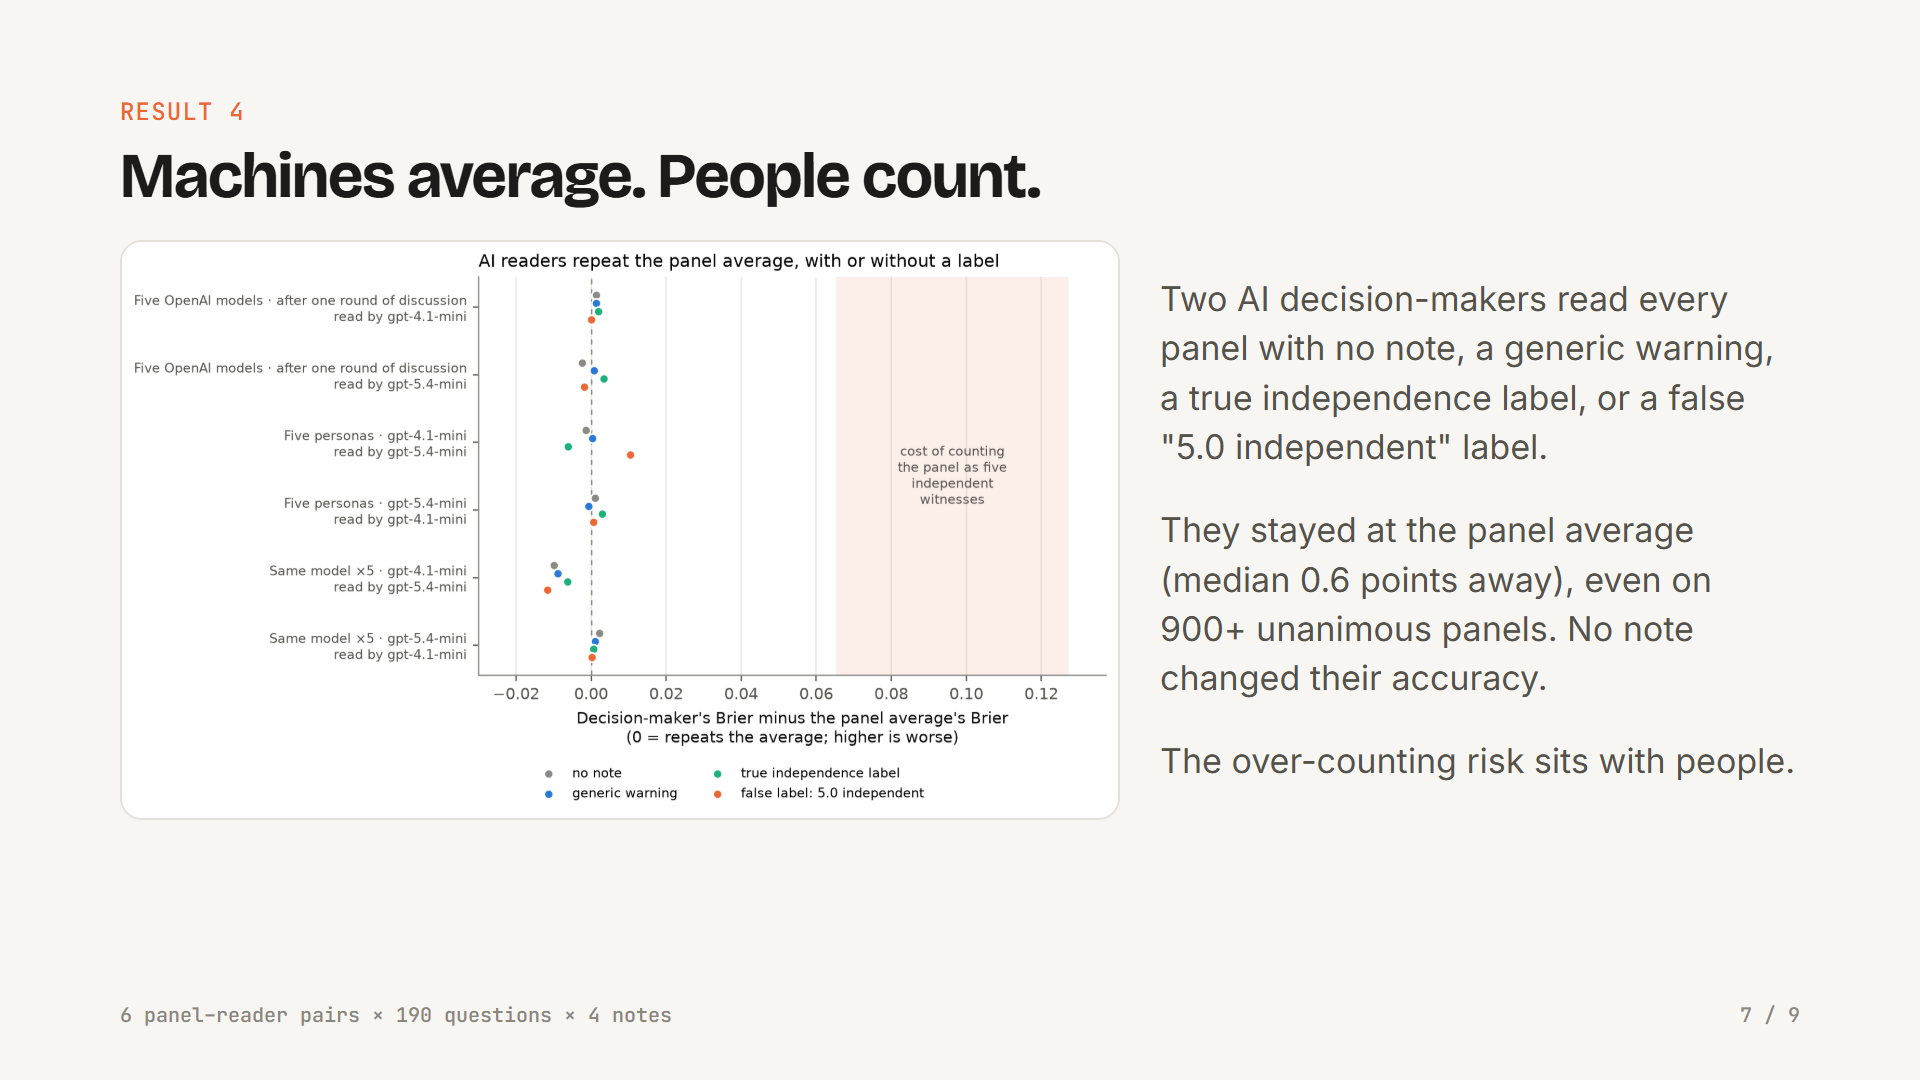 RESULT 4
Machines average. People count.
AI readers repeat the panel average, with or without a label
Five OpenAI models · after one round of discussion
read by gpt-4.1-mini
Five OpenAI models · after one round of discussion
read by gpt-5.4-mini
Five personas · gpt-4.1-mini
read by gpt-5.4-mini
Five personas · gpt-5.4-mini
read by gpt-4.1-mini
Same model ×5 · gpt-4.1-mini
read by gpt-5.4-mini
Same model ×5 · gpt-5.4-mini
read by gpt-4.1-mini
cost of counting
the panel as five
independent
witnesses
−0.02 0.00 0.02 0.04 0.06 0.08 0.10 0.12
Decision-maker's Brier minus the panel average's Brier
(0 = repeats the average; higher is worse)
no note
generic warning
true independence label
false label: 5.0 independent
Two AI decision-makers read every
panel with no note, a generic warning,
a true independence label, or a false
"5.0 independent" label.
They stayed at the panel average
(median 0.6 points away), even on
900+ unanimous panels. No note
changed their accuracy.
The over-counting risk sits with people.
6 panel-reader pairs × 190 questions × 4 notes
7 / 9